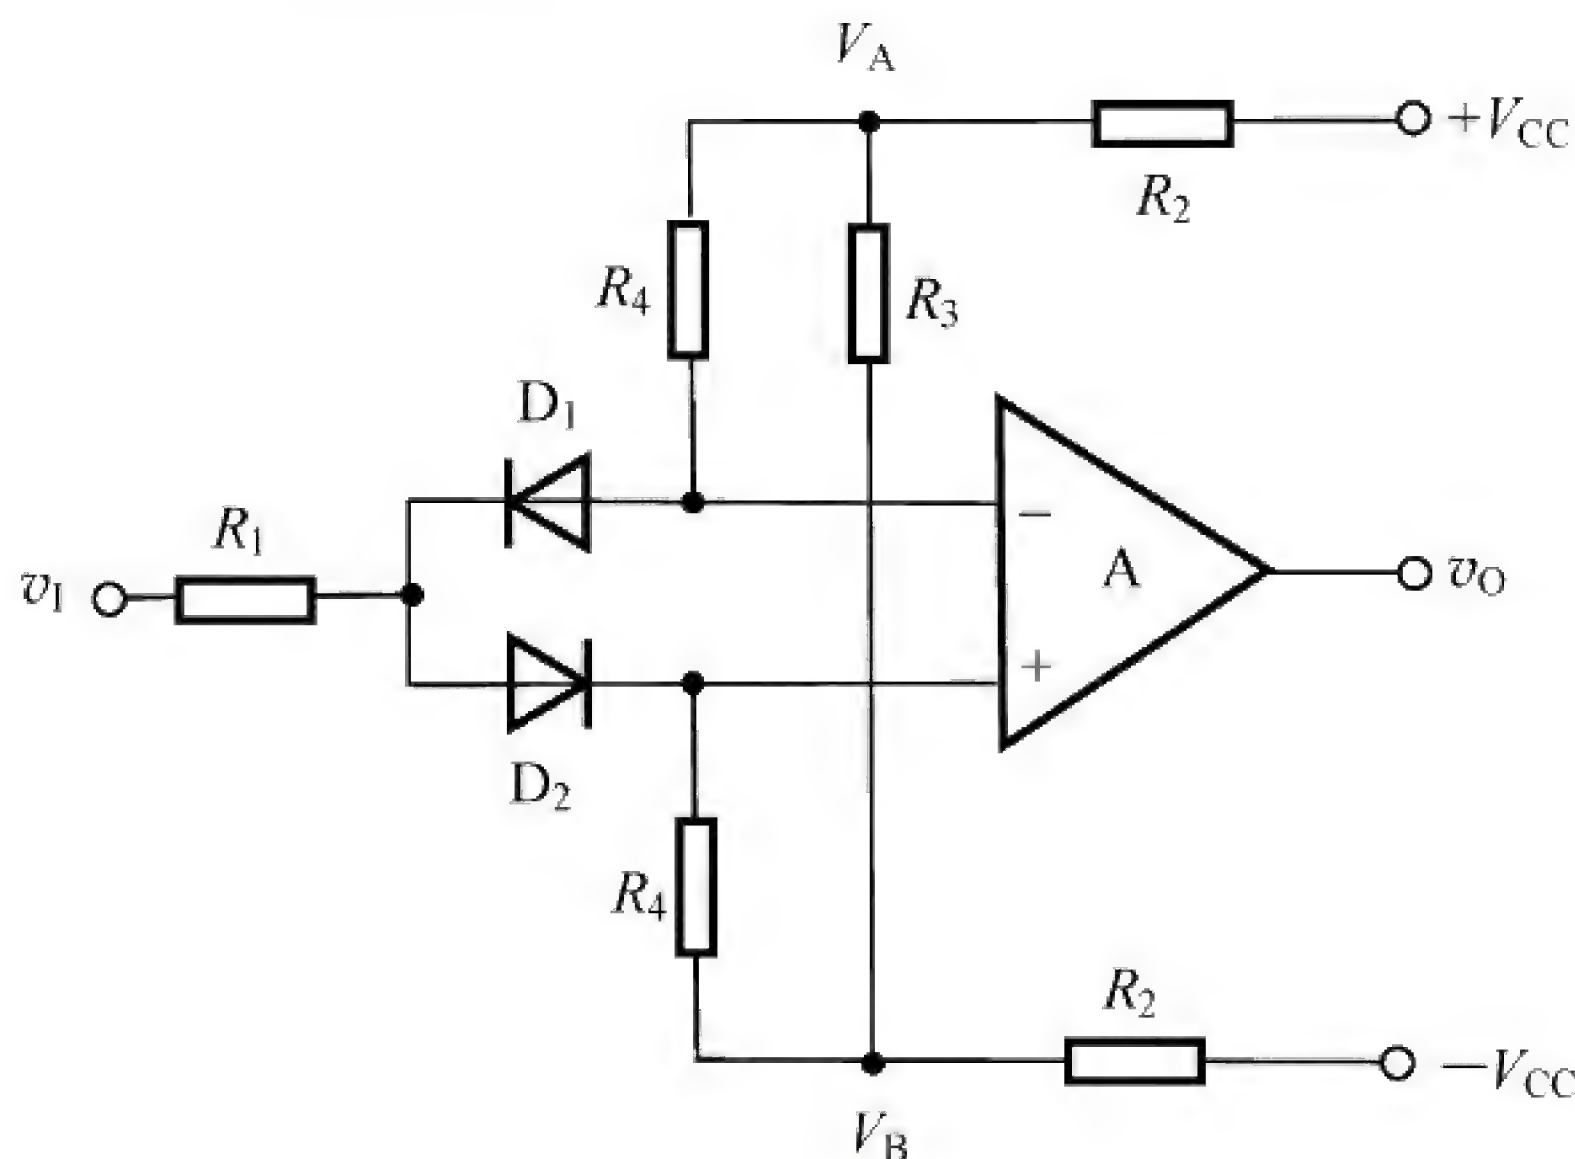 V_A
+V_CC
R_2
R_4
R_3
D_1
−
R_1
v_I
A
v_O
+
D_2
R_4
R_2
−V_CC
V_B